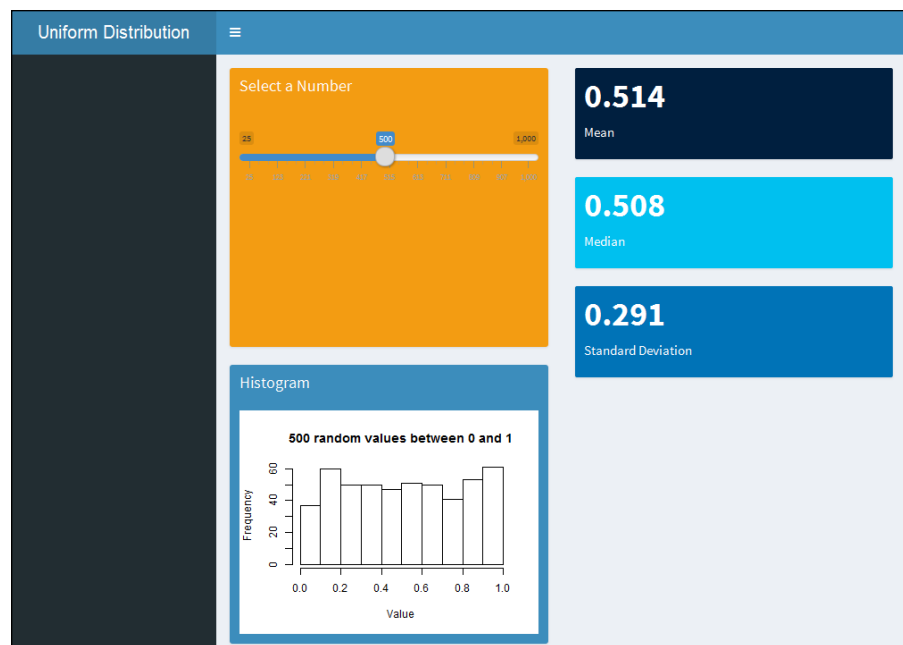 Uniform Distribution
Select a Number
25
500
1,000
Histogram
500 random values between 0 and 1
Frequency
0
20
40
60
0.0 0.2 0.4 0.6 0.8 1.0
Value
0.514
Mean
0.508
Median
0.291
Standard Deviation